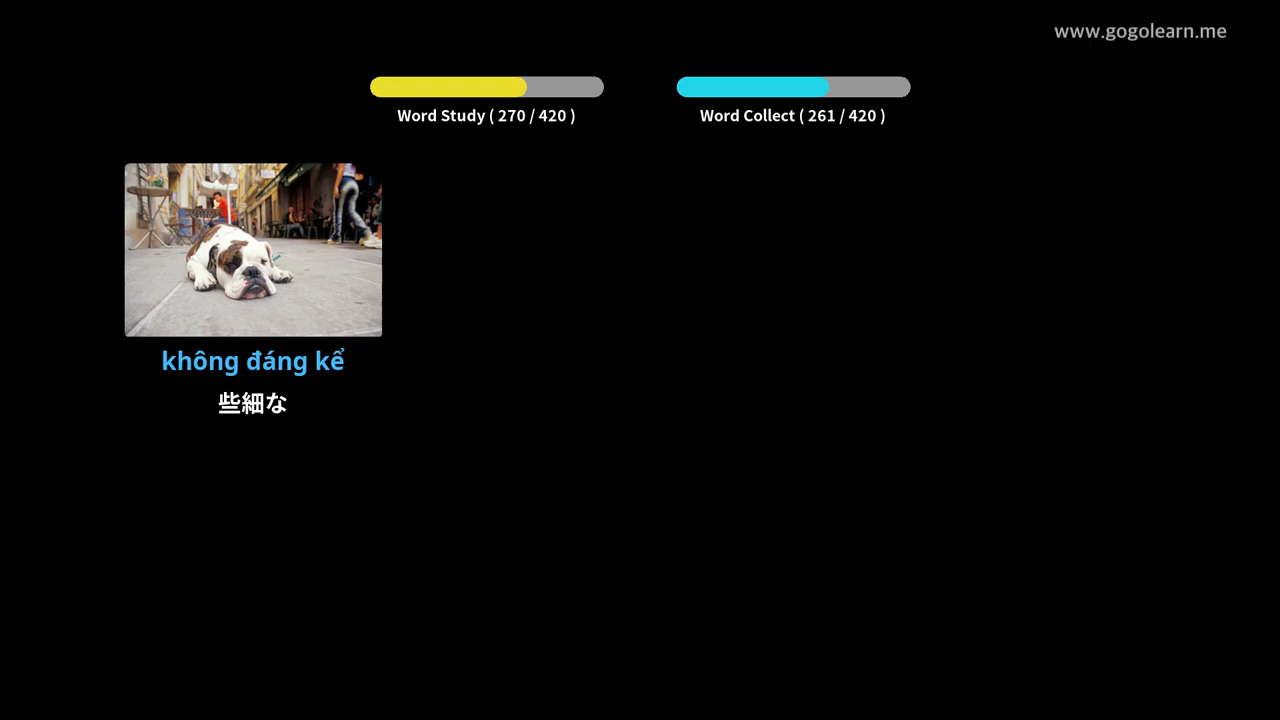 www.gogolearn.me
Word Study ( 270 / 420 )
Word Collect ( 261 / 420 )
không đáng kể
些細な